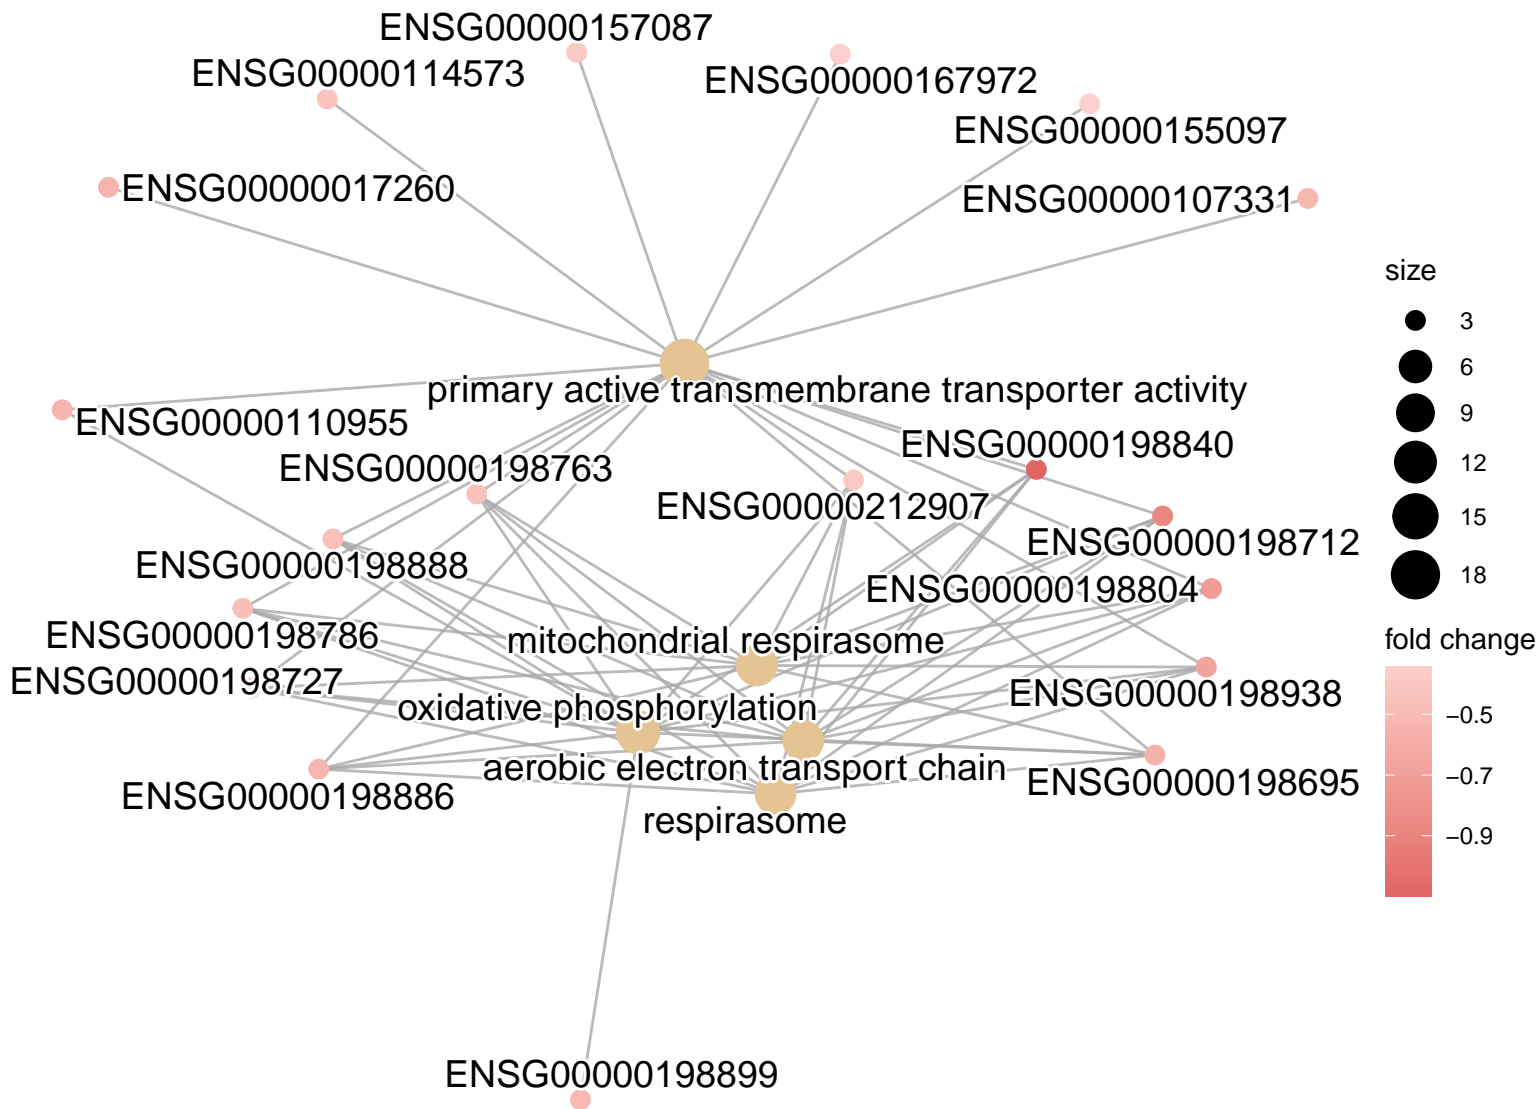 ENSG00000157087
ENSG00000114573
ENSG00000167972
ENSG00000155097
ENSG00000017260
ENSG00000107331
primary active transmembrane transporter activity
ENSG00000110955
ENSG00000198840
ENSG00000198763
ENSG00000212907
ENSG00000198712
ENSG00000198888
ENSG00000198804
ENSG00000198786
mitochondrial respirasome
ENSG00000198727
ENSG00000198938
oxidative phosphorylation
aerobic electron transport chain
ENSG00000198695
ENSG00000198886
respirasome
ENSG00000198899
size
3
6
9
12
15
18
fold change
−0.5
−0.7
−0.9